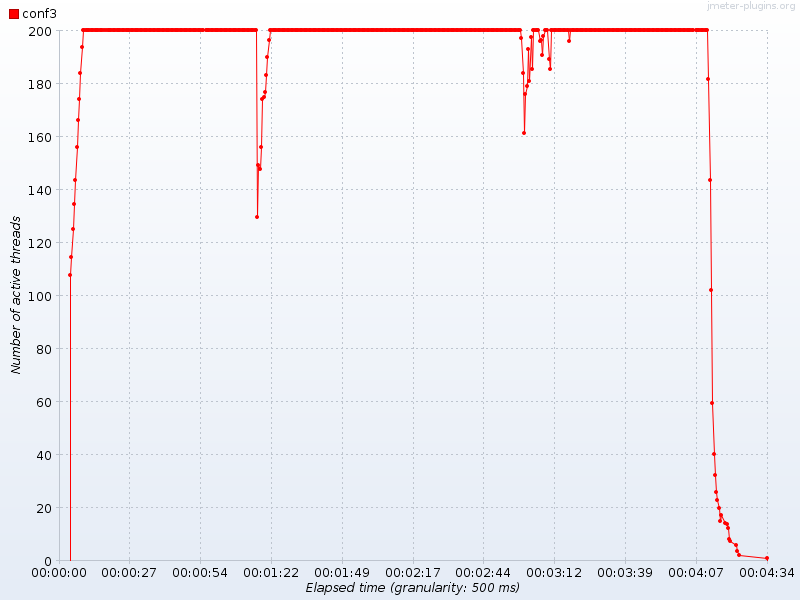 jmeter-plugins.org
conf3
200
180
160
140
120
100
80
60
40
20
0
Number of active threads
00:00:00 00:00:27 00:00:54 00:01:22 00:01:49 00:02:17 00:02:44 00:03:12 00:03:39 00:04:07 00:04:34
Elapsed time (granularity: 500 ms)